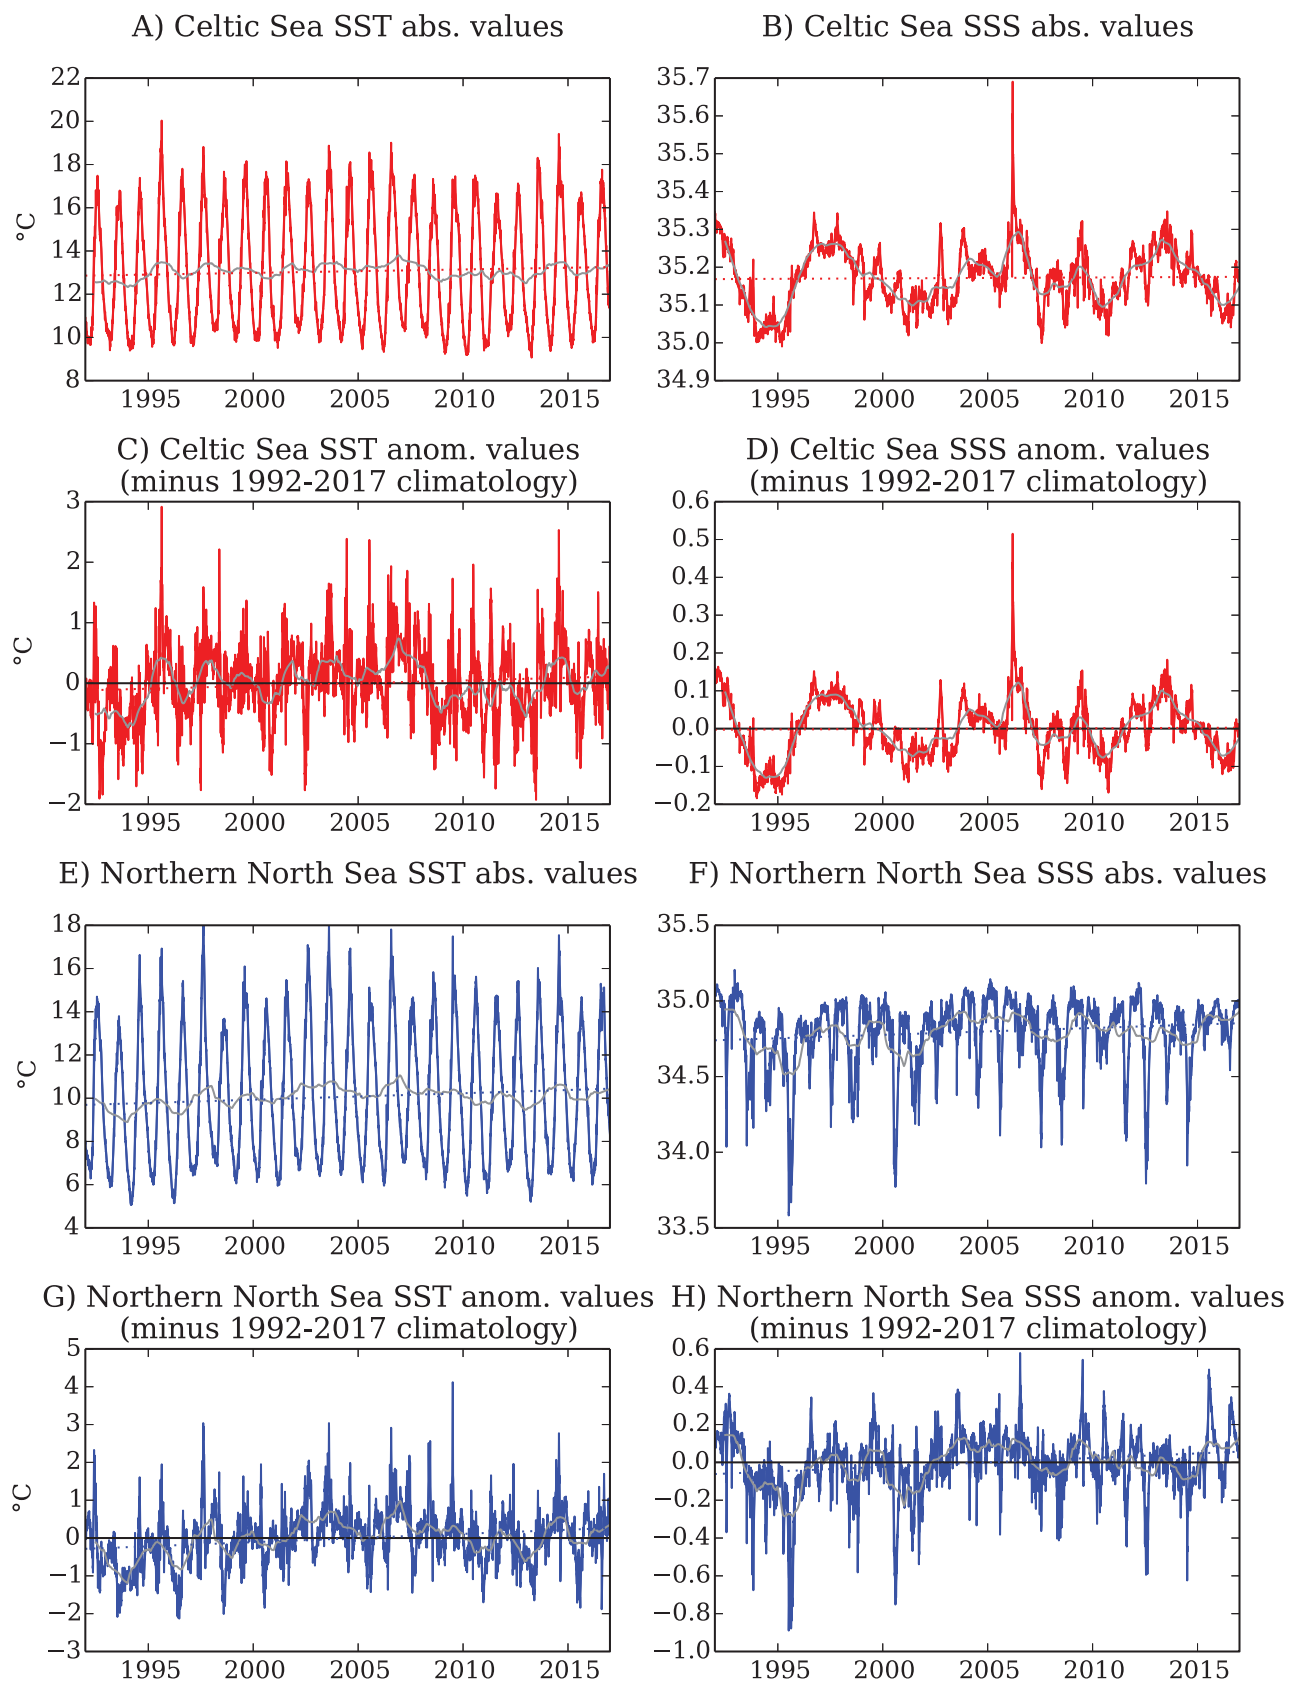 A) Celtic Sea SST abs. values
B) Celtic Sea SSS abs. values
22
20
18
16
14
12
10
8
°C
1995 2000 2005 2010 2015
35.7
35.6
35.5
35.4
35.3
35.2
35.1
35.0
34.9
1995 2000 2005 2010 2015
C) Celtic Sea SST anom. values
(minus 1992-2017 climatology)
D) Celtic Sea SSS anom. values
(minus 1992-2017 climatology)
3
2
1
0
−1
−2
°C
1995 2000 2005 2010 2015
0.6
0.5
0.4
0.3
0.2
0.1
0.0
−0.1
−0.2
1995 2000 2005 2010 2015
E) Northern North Sea SST abs. values
F) Northern North Sea SSS abs. values
18
16
14
12
10
8
6
4
°C
1995 2000 2005 2010 2015
35.5
35.0
34.5
34.0
33.5
1995 2000 2005 2010 2015
G) Northern North Sea SST anom. values
(minus 1992-2017 climatology)
H) Northern North Sea SSS anom. values
(minus 1992-2017 climatology)
5
4
3
2
1
0
−1
−2
−3
°C
1995 2000 2005 2010 2015
0.6
0.4
0.2
0.0
−0.2
−0.4
−0.6
−0.8
−1.0
1995 2000 2005 2010 2015